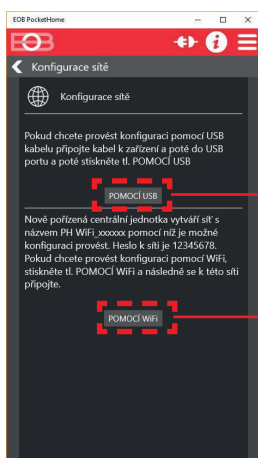 EOB PocketHome
EOB
Konfigurace sítě
Konfigurace sítě
Pokud chcete provést konfiguraci pomocí USB
kabelu připojte kabel k zařízení a poté do USB
portu a poté stiskněte tl. POMOCÍ USB
POMOCÍ USB
Nově pořízená centrální jednotka vytváří síť s
názvem PH WiFi_xxxxxx pomocí níž je možné
konfiguraci provést. Heslo k síti je 12345678.
Pokud chcete provést konfiguraci pomocí WiFi,
stiskněte tl. POMOCÍ WiFi a následně se k této síti
připojte.
POMOCÍ WiFi